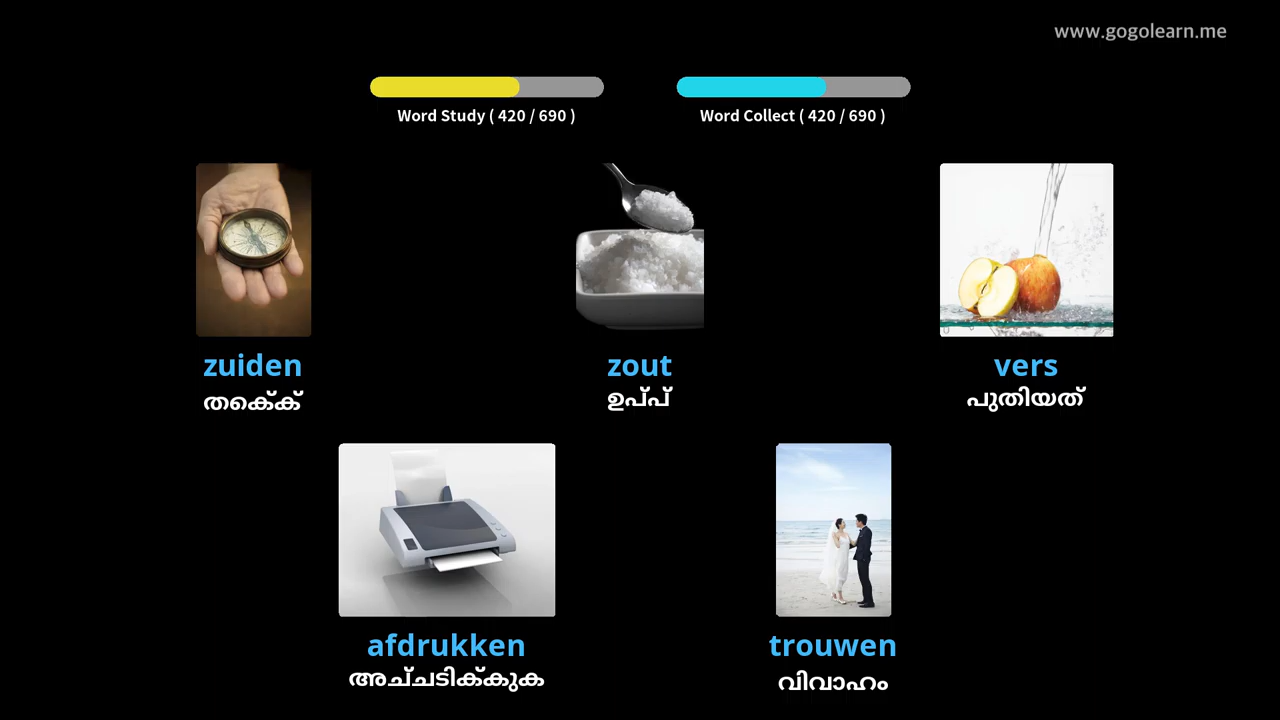 www.gogolearn.me
Word Study ( 420 / 690 )
Word Collect ( 420 / 690 )
zuiden
തെക്ക്
zout
ഉപ്പ്
vers
പുതിയത്
afdrukken
അച്ചടിക്കുക
trouwen
വിവാഹം